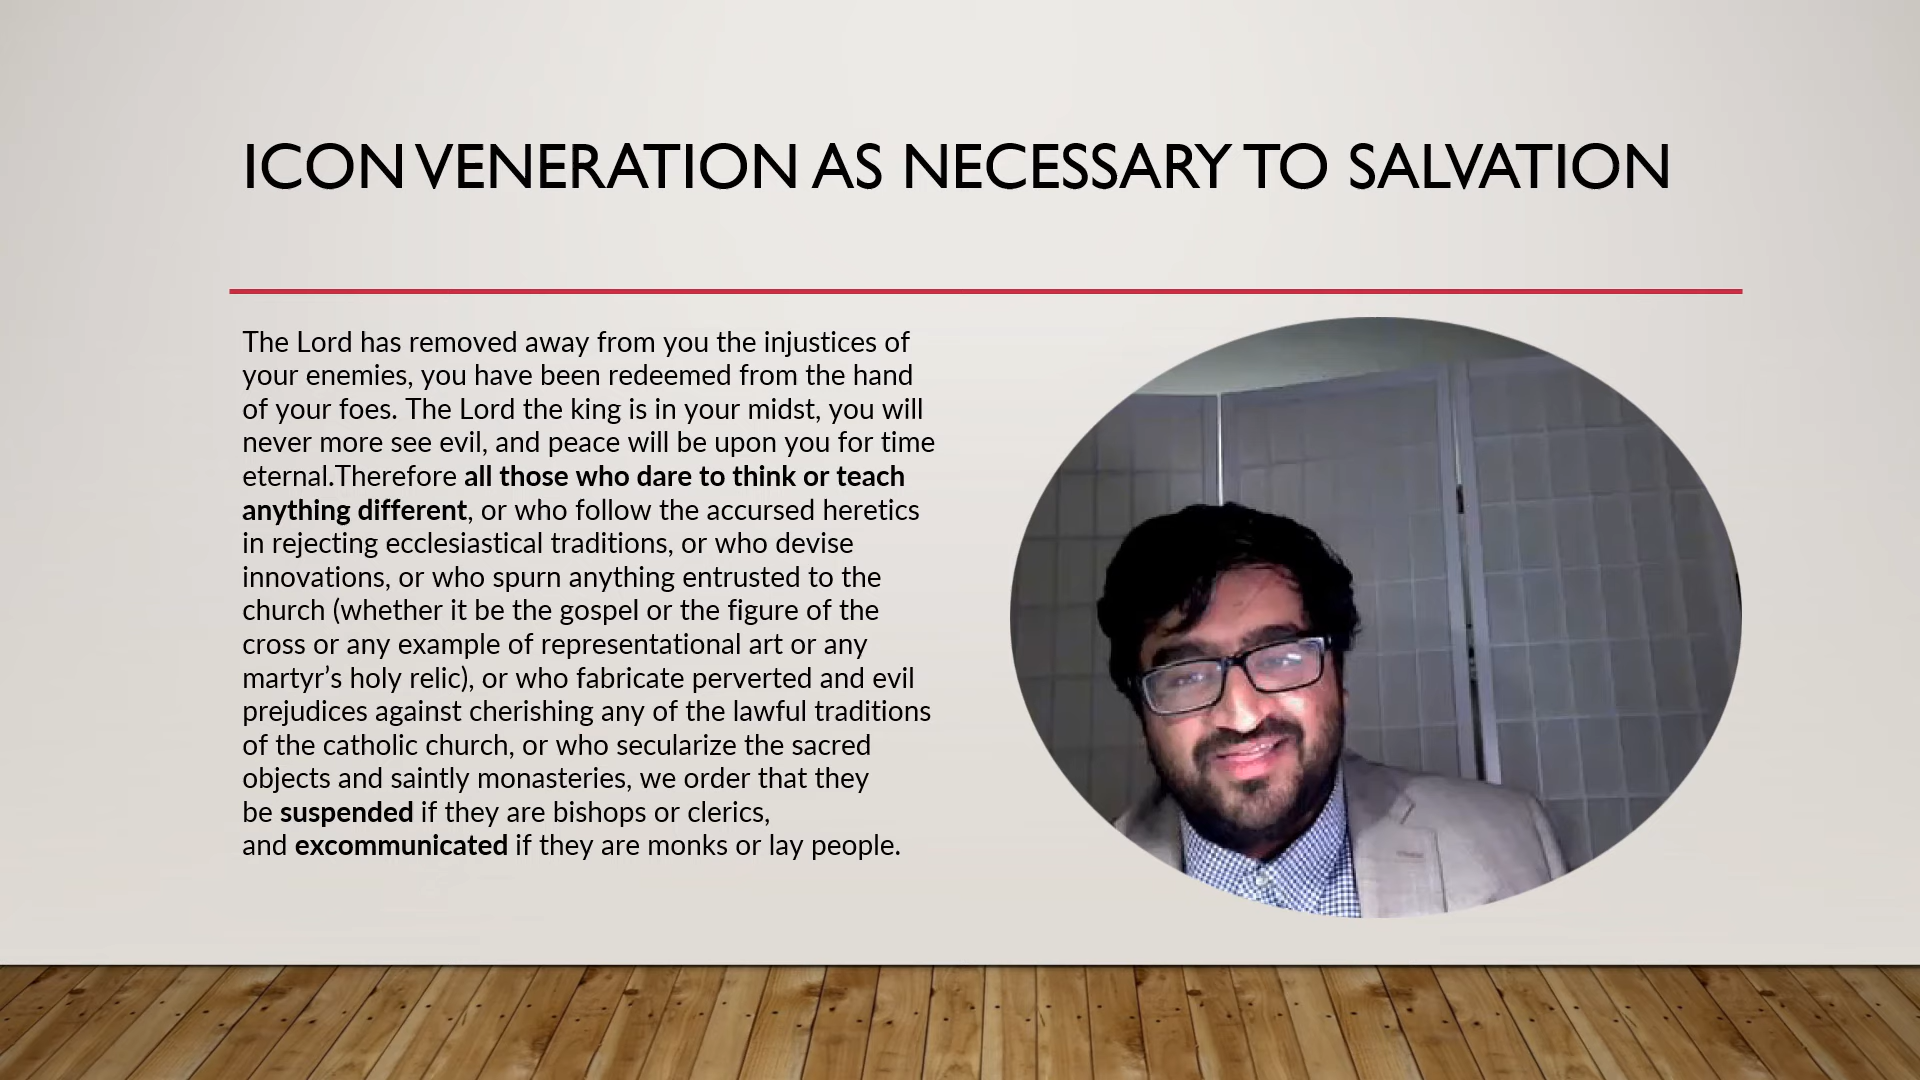 ICON VENERATION AS NECESSARY TO SALVATION
The Lord has removed away from you the injustices of
your enemies, you have been redeemed from the hand
of your foes. The Lord the king is in your midst, you will
never more see evil, and peace will be upon you for time
eternal.Therefore all those who dare to think or teach
anything different, or who follow the accursed heretics
in rejecting ecclesiastical traditions, or who devise
innovations, or who spurn anything entrusted to the
church (whether it be the gospel or the figure of the
cross or any example of representational art or any
martyr’s holy relic), or who fabricate perverted and evil
prejudices against cherishing any of the lawful traditions
of the catholic church, or who secularize the sacred
objects and saintly monasteries, we order that they
be suspended if they are bishops or clerics,
and excommunicated if they are monks or lay people.